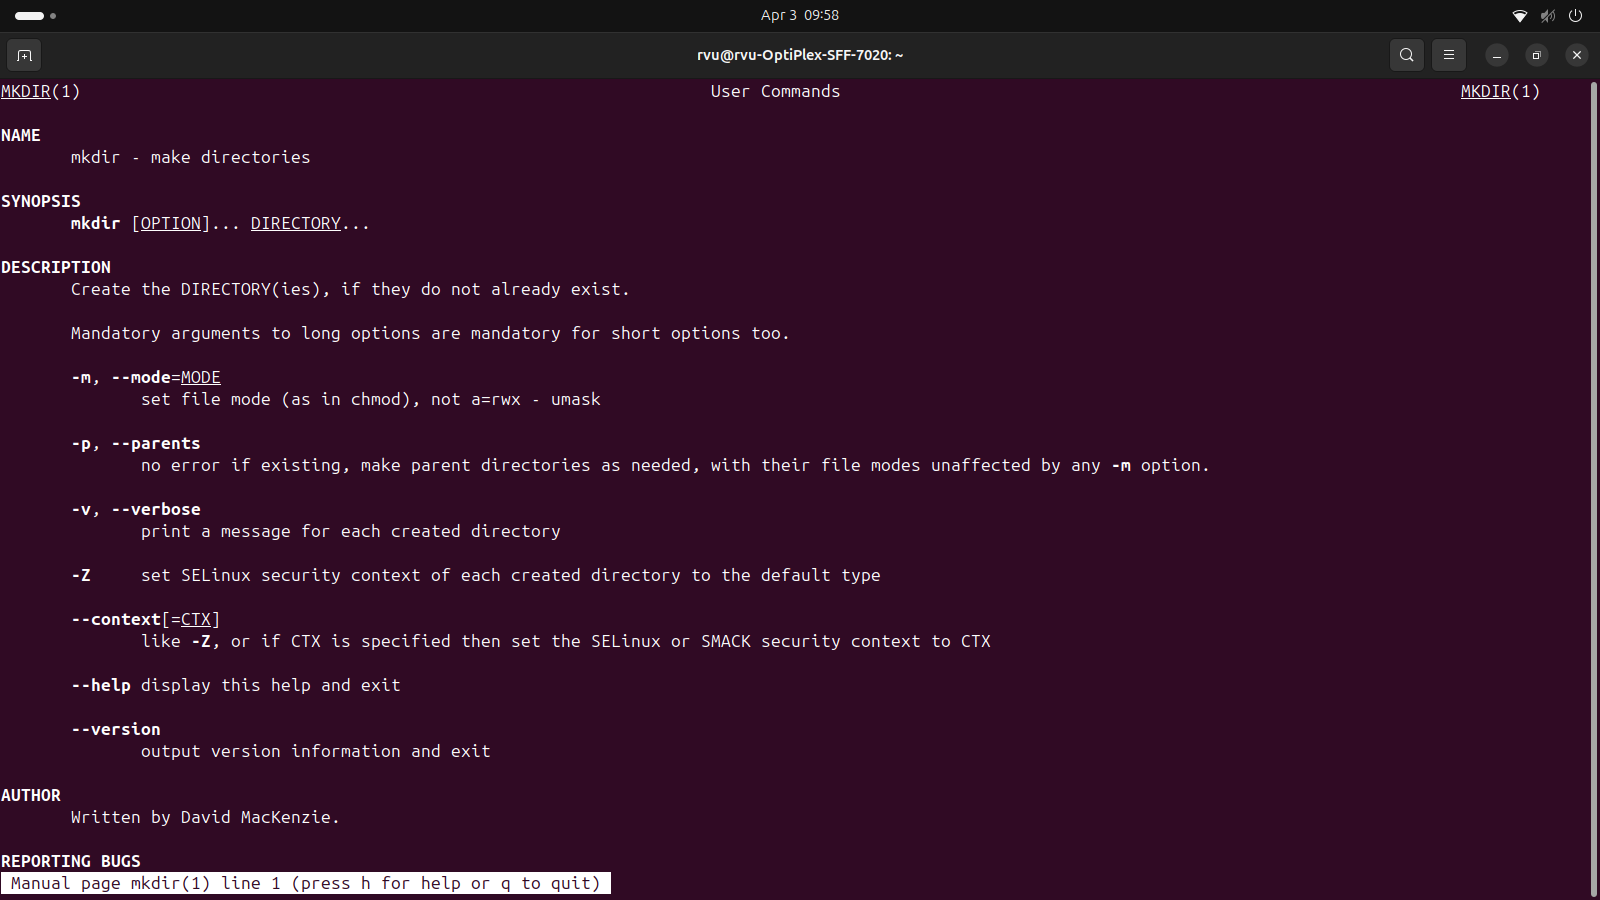 Apr 3 09:58
rvu@rvu-OptiPlex-SFF-7020: ~
MKDIR(1) User Commands MKDIR(1)
NAME
mkdir - make directories
SYNOPSIS
mkdir [OPTION]... DIRECTORY...
DESCRIPTION
Create the DIRECTORY(ies), if they do not already exist.
Mandatory arguments to long options are mandatory for short options too.
-m, --mode=MODE
set file mode (as in chmod), not a=rwx - umask
-p, --parents
no error if existing, make parent directories as needed, with their file modes unaffected by any -m option.
-v, --verbose
print a message for each created directory
-Z set SELinux security context of each created directory to the default type
--context[=CTX]
like -Z, or if CTX is specified then set the SELinux or SMACK security context to CTX
--help display this help and exit
--version
output version information and exit
AUTHOR
Written by David MacKenzie.
REPORTING BUGS
Manual page mkdir(1) line 1 (press h for help or q to quit)